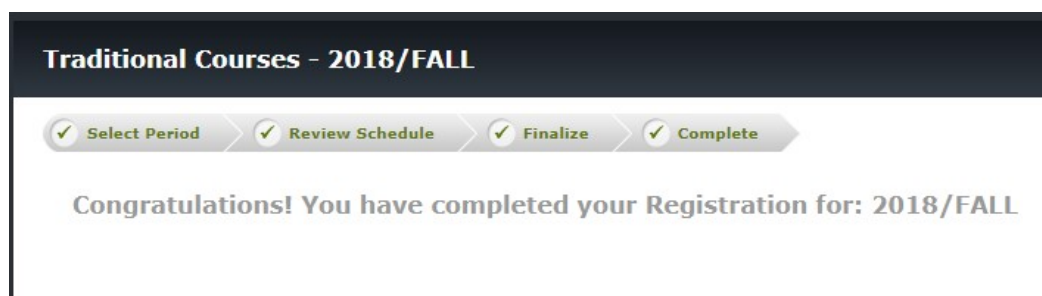 Traditional Courses - 2018/FALL
Select Period Review Schedule Finalize Complete
Congratulations! You have completed your Registration for: 2018/FALL